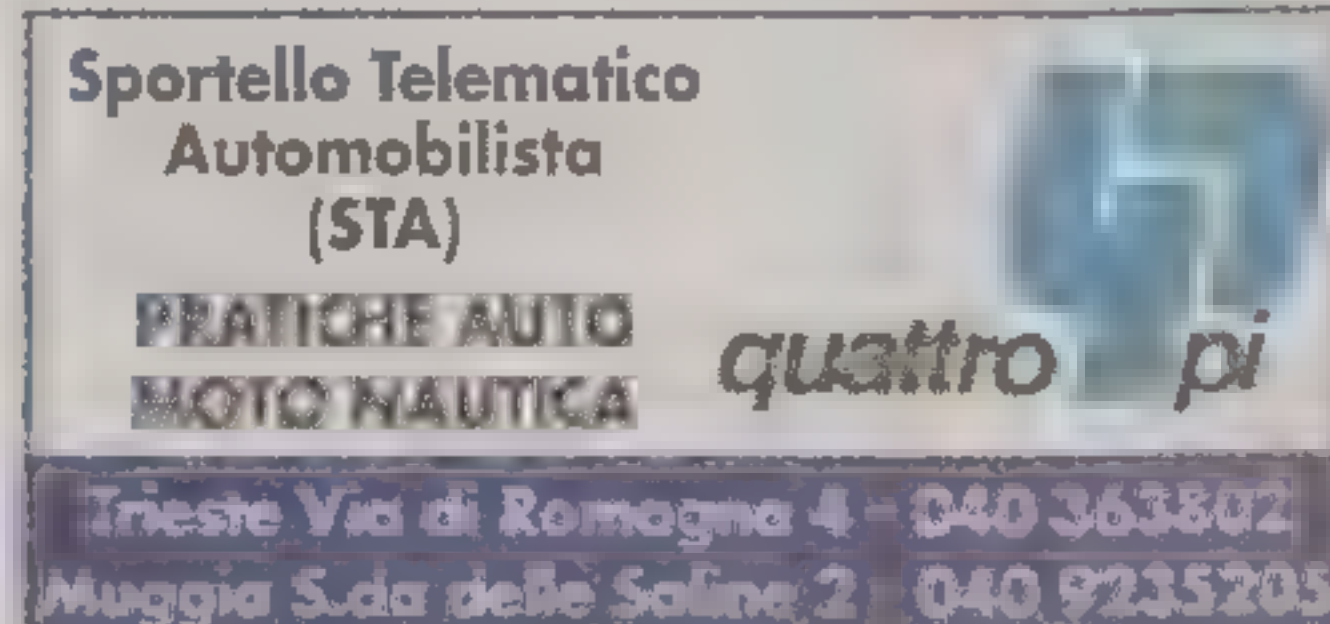 Sportello Telematico
Automobilista
(STA)
PRATICHE AUTO
MOTO NAUTICA
quattro pi
Trieste Via di Romagna 4 - 040 363802
Muggia S.da delle Saline 2 040 9235205